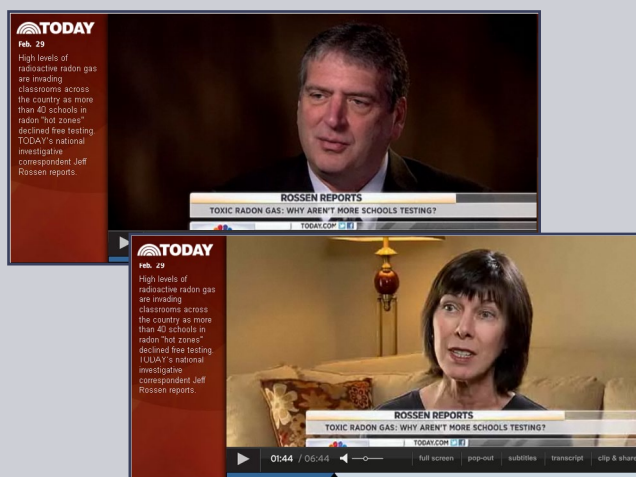 TODAY
Feb. 29
High levels of
radioactive radon gas
are invading
classrooms across
the country as more
than 40 schools in
radon "hot zones"
declined free testing.
TODAY's national
investigative
correspondent Jeff
Rossen reports.
ROSSEN REPORTS
TOXIC RADON GAS: WHY AREN'T MORE SCHOOLS TESTING?
TODAY.COM
TODAY
Feb. 29
High levels of
radioactive radon gas
are invading
classrooms across
the country as more
than 40 schools in
radon "hot zones"
declined free testing.
TODAY's national
investigative
correspondent Jeff
Rossen reports.
ROSSEN REPORTS
TOXIC RADON GAS: WHY AREN'T MORE SCHOOLS TESTING?
TODAY.COM
01:44 / 06:44 full screen pop-out subtitles transcript clip & share